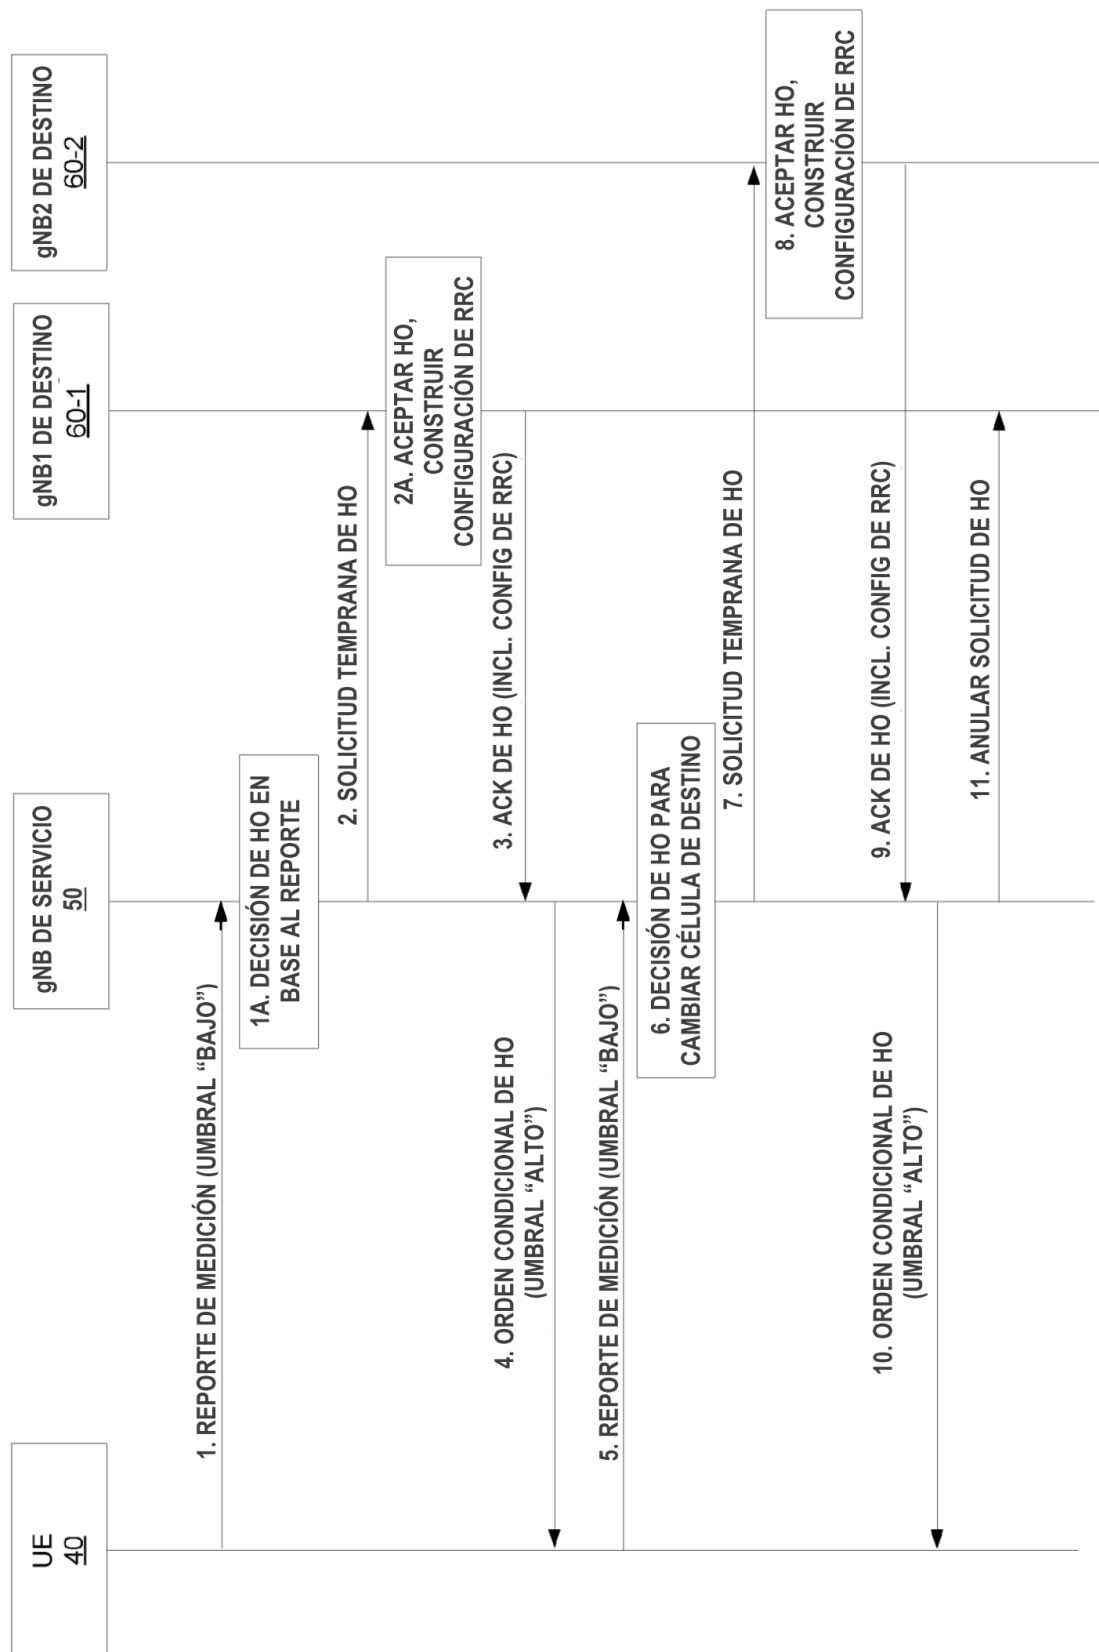 UE
40
gNB DE SERVICIO
50
gNB1 DE DESTINO
60-1
gNB2 DE DESTINO
60-2
1. REPORTE DE MEDICIÓN (UMBRAL “BAJO”)
1A. DECISIÓN DE HO EN
BASE AL REPORTE
2. SOLICITUD TEMPRANA DE HO
2A. ACEPTAR HO,
CONSTRUIR
CONFIGURACIÓN DE RRC
3. ACK DE HO (INCL. CONFIG DE RRC)
4. ORDEN CONDICIONAL DE HO
(UMBRAL “ALTO”)
5. REPORTE DE MEDICIÓN (UMBRAL “BAJO”)
6. DECISIÓN DE HO PARA
CAMBIAR CÉLULA DE DESTINO
7. SOLICITUD TEMPRANA DE HO
8. ACEPTAR HO,
CONSTRUIR
CONFIGURACIÓN DE RRC
9. ACK DE HO (INCL. CONFIG DE RRC)
10. ORDEN CONDICIONAL DE HO
(UMBRAL “ALTO”)
11. ANULAR SOLICITUD DE HO